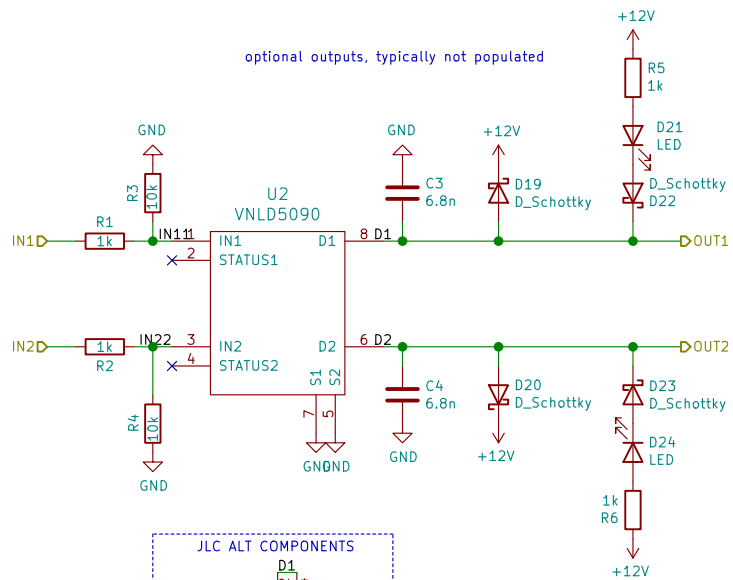 +12V
optional outputs, typically not populated
R5
1k
GND
GND
+12V
D21
LED
R3
10k
U2
VNLD5090
C3
6.8n
D19
D_Schottky
D_Schottky
D22
R1
IN1
1k
IN11
1
IN1
D1
8
D1
OUT1
2
STATUS1
IN2
1k
R2
IN22
3
IN2
D2
6
D2
OUT2
4
STATUS2
S1
S2
7
5
R4
10k
C4
6.8n
D20
D_Schottky
D23
D_Schottky
D24
LED
GND
GND
GND
GND
+12V
1k
R6
JLC ALT COMPONENTS
D1
+12V